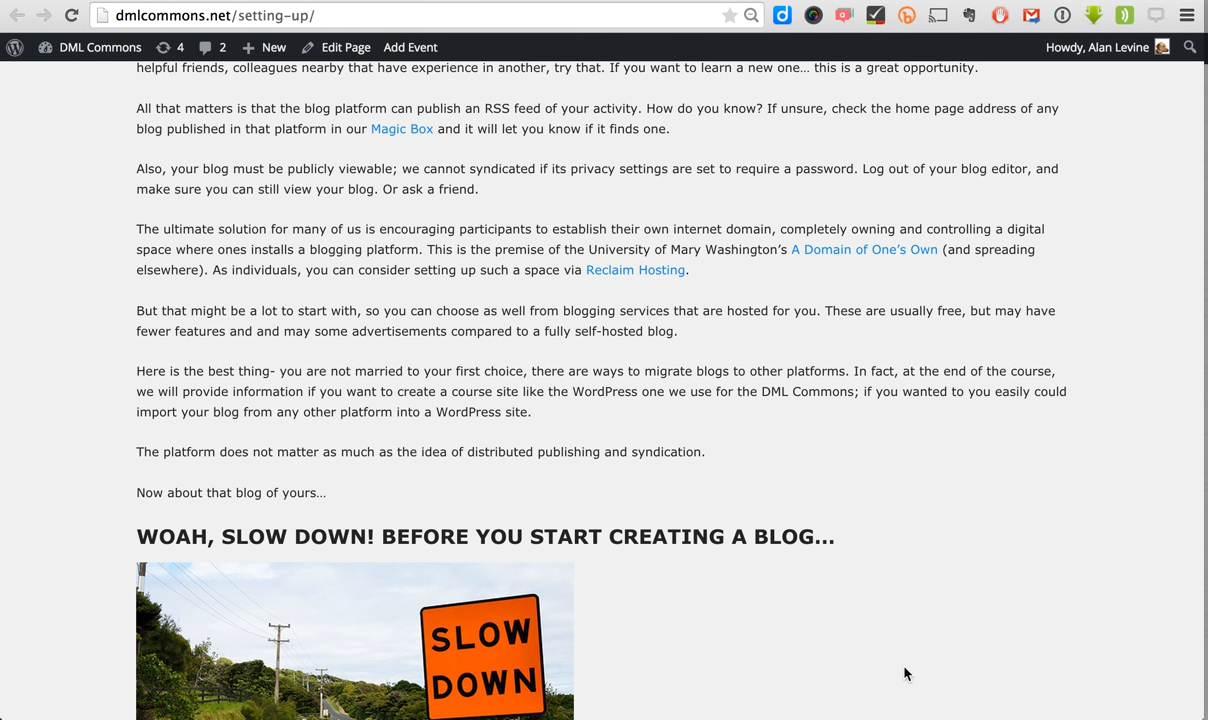 dmlcommons.net/setting-up/
DML Commons 4 2 New Edit Page Add Event Howdy, Alan Levine
helpful friends, colleagues nearby that have experience in another, try that. If you want to learn a new one... this is a great opportunity.
All that matters is that the blog platform can publish an RSS feed of your activity. How do you know? If unsure, check the home page address of any
blog published in that platform in our Magic Box and it will let you know if it finds one.
Also, your blog must be publicly viewable; we cannot syndicated if its privacy settings are set to require a password. Log out of your blog editor, and
make sure you can still view your blog. Or ask a friend.
The ultimate solution for many of us is encouraging participants to establish their own internet domain, completely owning and controlling a digital
space where ones installs a blogging platform. This is the premise of the University of Mary Washington's A Domain of One's Own (and spreading
elsewhere). As individuals, you can consider setting up such a space via Reclaim Hosting.
But that might be a lot to start with, so you can choose as well from blogging services that are hosted for you. These are usually free, but may have
fewer features and and may some advertisements compared to a fully self-hosted blog.
Here is the best thing- you are not married to your first choice, there are ways to migrate blogs to other platforms. In fact, at the end of the course,
we will provide information if you want to create a course site like the WordPress one we use for the DML Commons; if you wanted to you easily could
import your blog from any other platform into a WordPress site.
The platform does not matter as much as the idea of distributed publishing and syndication.
Now about that blog of yours...
WOAH, SLOW DOWN! BEFORE YOU START CREATING A BLOG...
SLOW
DOWN